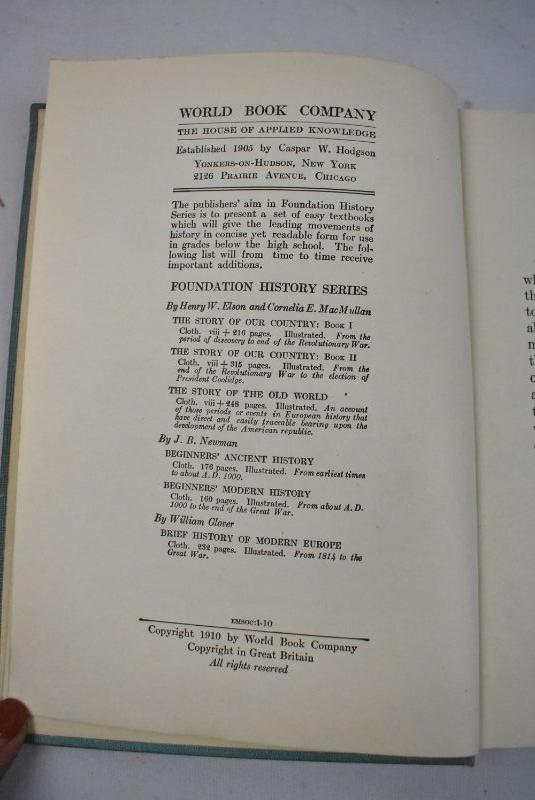 WORLD BOOK COMPANY
THE HOUSE OF APPLIED KNOWLEDGE
Established 1905 by Caspar W. Hodgson
YONKERS-ON-HUDSON, NEW YORK
2126 PRAIRIE AVENUE, CHICAGO
The publishers' aim in Foundation History
Series is to present a set of easy textbooks
which will give the leading movements of
history in concise yet readable form for use
in grades below the high school. The fol-
lowing list will from time to time receive
important additions.
FOUNDATION HISTORY SERIES
By Henry W. Elson and Cornelia E. MacMullan
THE STORY OF OUR COUNTRY: BOOK I
Cloth. viii + 216 pages. Illustrated. From the
period of discovery to end of the Revolutionary War.
THE STORY OF OUR COUNTRY: BOOK II
Cloth. viii + 315 pages. Illustrated. From the
end of the Revolutionary War to the election of
President Coolidge.
THE STORY OF THE OLD WORLD
Cloth. viii + 248 pages. Illustrated. An account
of those periods or events in European history that
have direct and easily traceable bearing upon the
development of the American republic.
By J. B. Newman
BEGINNERS' ANCIENT HISTORY
Cloth. 176 pages. Illustrated. From earliest times
to about A.D. 1000.
BEGINNERS' MODERN HISTORY
Cloth. 160 pages. Illustrated. From about A.D.
1000 to the end of the Great War.
By William Glover
BRIEF HISTORY OF MODERN EUROPE
Cloth. 232 pages. Illustrated. From 1814 to the
Great War.
EMSOC:1-10
Copyright 1910 by World Book Company
Copyright in Great Britain
All rights reserved